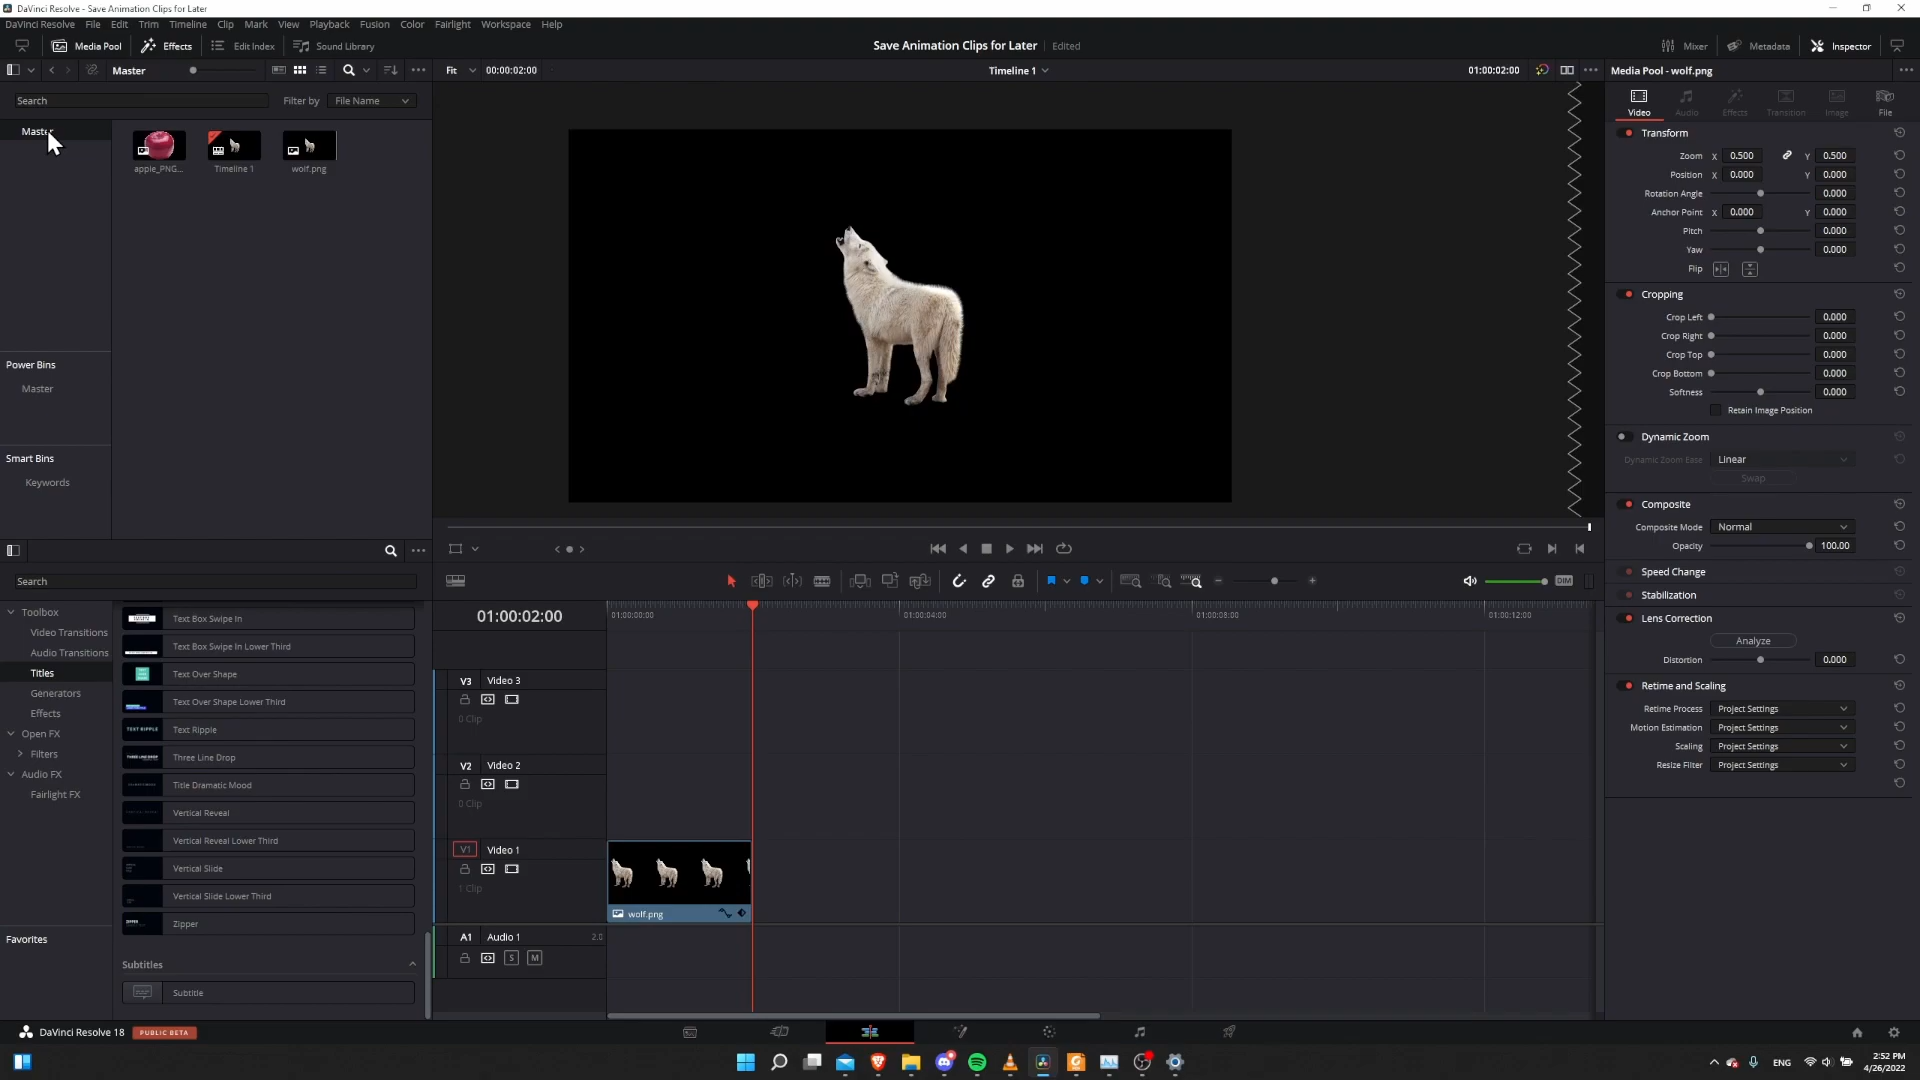 DaVinci Resolve - Save Animation Clips for Later
DaVinci Resolve File Edit Trim Timeline Clip Mark View Playback Fusion Color Fairlight Workspace Help
Media Pool Effects Edit Index Sound Library Save Animation Clips for Later Edited Mixer Metadata Inspector
Master Fit 00:00:02:00 Timeline 1 01:00:02:00 Media Pool - wolf.png
Search Filter by File Name
Video Audio Effects Transition Image File
Master
apple_PNG... Timeline 1 wolf.png
Power Bins
Master
Smart Bins
Keywords
Transform
Zoom X 0.500 Y 0.500
Position X 0.000 Y 0.000
Rotation Angle 0.000
Anchor Point X 0.000 Y 0.000
Pitch 0.000
Yaw 0.000
Flip
Cropping
Crop Left 0.000
Crop Right 0.000
Crop Top 0.000
Crop Bottom 0.000
Softness 0.000
Retain Image Position
Dynamic Zoom
Dynamic Zoom Ease Linear
Swap
Composite
Composite Mode Normal
Opacity 100.00
Speed Change
Stabilization
Lens Correction
Analyze
Distortion 0.000
Retime and Scaling
Retime Process Project Settings
Motion Estimation Project Settings
Scaling Project Settings
Resize Filter Project Settings
Search
Toolbox
Video Transitions
Audio Transitions
Titles
Generators
Effects
Open FX
Filters
Audio FX
Fairlight FX
Favorites
Text Box Swipe In
Text Box Swipe In Lower Third
Text Over Shape
Text Over Shape Lower Third
TEXT RIPPLE Text Ripple
THREE LINE DROP Three Line Drop
Title Dramatic Mood
Vertical Reveal
Vertical Reveal Lower Third
Vertical Slide
Vertical Slide Lower Third
ZIPPER Zipper
Subtitles
Subtitle
DIM
01:00:02:00 01:00:00:00 01:00:04:00 01:00:08:00 01:00:12:00
V3 Video 3
0 Clip
V2 Video 2
0 Clip
V1 Video 1
1 Clip
wolf.png
A1 Audio 1 2.0
S M
DaVinci Resolve 18 PUBLIC BETA
ENG 2:52 PM
4/26/2022